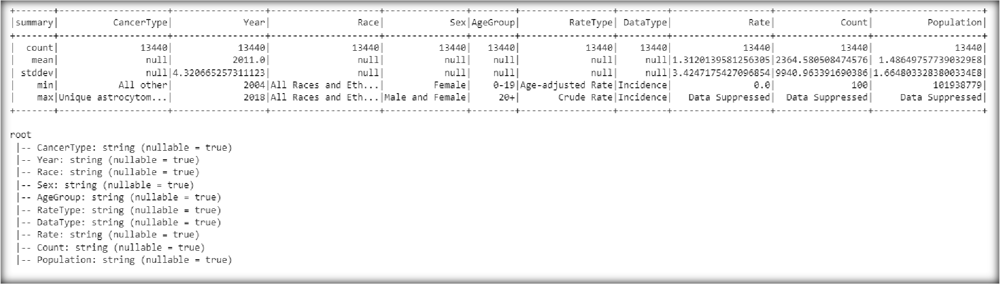 +-------+--------------------+-----------------+--------------------+---------------+--------+-----------------+---------+------------------+-----------------+--------------------+
|summary|          CancerType|             Year|                Race|            Sex|AgeGroup|         RateType| DataType|              Rate|            Count|          Population|
+-------+--------------------+-----------------+--------------------+---------------+--------+-----------------+---------+------------------+-----------------+--------------------+
|  count|               13440|            13440|               13440|          13440|   13440|            13440|    13440|             13440|            13440|               13440|
|   mean|                null|           2011.0|                null|           null|    null|             null|     null|1.3120139581256305|2364.580508474576| 1.486497577390329E8|
| stddev|                null|4.320665257311123|                null|           null|    null|             null|     null|3.4247175427096854|9940.963391690386|1.6648033283800334E8|
|    min|           All other|             2004|All Races and Eth...|         Female|    0-19|Age-adjusted Rate|Incidence|               0.0|              100|           101938779|
|    max|Unique astrocytom...|             2018|All Races and Eth...|Male and Female|     20+|       Crude Rate|Incidence|   Data Suppressed|  Data Suppressed|     Data Suppressed|
+-------+--------------------+-----------------+--------------------+---------------+--------+-----------------+---------+------------------+-----------------+--------------------+
root
 |-- CancerType: string (nullable = true)
 |-- Year: string (nullable = true)
 |-- Race: string (nullable = true)
 |-- Sex: string (nullable = true)
 |-- AgeGroup: string (nullable = true)
 |-- RateType: string (nullable = true)
 |-- DataType: string (nullable = true)
 |-- Rate: string (nullable = true)
 |-- Count: string (nullable = true)
 |-- Population: string (nullable = true)